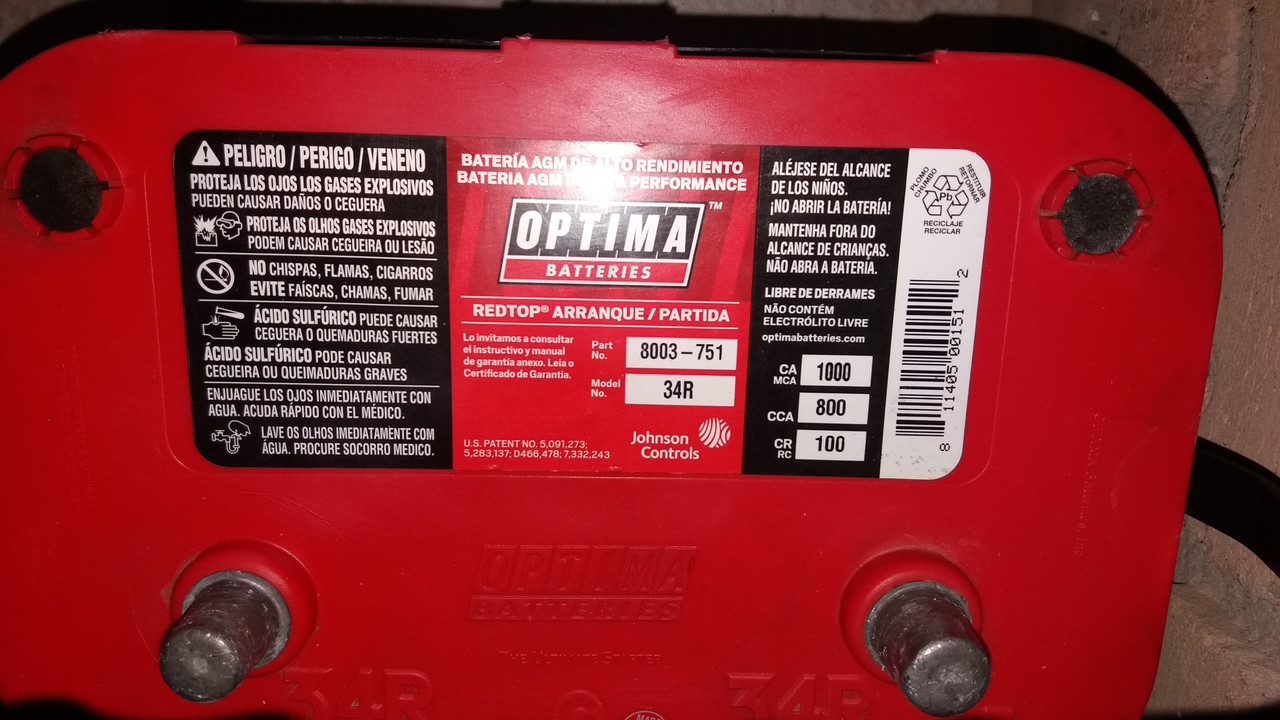 PELIGRO / PERIGO / VENENO
PROTEJA LOS OJOS LOS GASES EXPLOSIVOS
PUEDEN CAUSAR DAÑOS O CEGUERA
PROTEJA OS OLHOS GASES EXPLOSIVOS
PODEM CAUSAR CEGUEIRA OU LESÃO
NO CHISPAS, FLAMAS, CIGARROS
EVITE FAÍSCAS, CHAMAS, FUMAR
ÁCIDO SULFÚRICO PUEDE CAUSAR
CEGUERA O QUEMADURAS FUERTES
ÁCIDO SULFÚRICO PODE CAUSAR
CEGUEIRA OU QUEIMADURAS GRAVES
ENJUAGUE LOS OJOS INMEDIATAMENTE CON
AGUA. ACUDA RÁPIDO CON EL MÉDICO.
LAVE OS OLHOS IMEDIATAMENTE COM
ÁGUA. PROCURE SOCORRO MEDICO.
BATERÍA AGM DE ALTO RENDIMIENTO
BATERIA AGM PERFORMANCE
OPTIMA™
BATTERIES
REDTOP® ARRANQUE / PARTIDA
Lo invitamos a consultar
el instructivo y manual
de garantía anexo. Leia o
Certificado de Garantia.
Part No. 8003-751
Model No. 34R
U.S. PATENT NO. 5,091,273;
5,283,137; D466,478; 7,332,243
Johnson
Controls
ALÉJESE DEL ALCANCE
DE LOS NIÑOS.
¡NO ABRIR LA BATERÍA!
MANTENHA FORA DO
ALCANCE DE CRIANÇAS.
NÃO ABRA A BATERIA.
LIBRE DE DERRAMES
NÃO CONTÉM
ELECTRÓLITO LIVRE
optimabatteries.com
CA MCA 1000
CCA 800
CR RC 100
PLOMO
CHUMBO
RESTITUIR
RETORNAR
Pb
RECICLAJE
RECICLAR
8 11405 00151 2
OPTIMA
BATTERIES
THE ULTIMATE STARTER
34R
34R